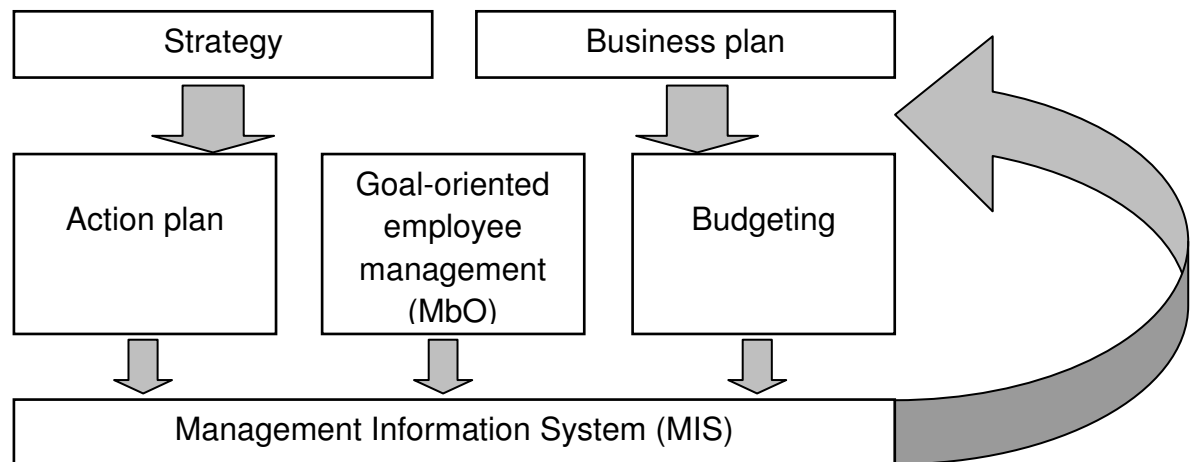 Strategy
Business plan
Action plan
Goal-oriented
employee
management
(MbO)
Budgeting
Management Information System (MIS)